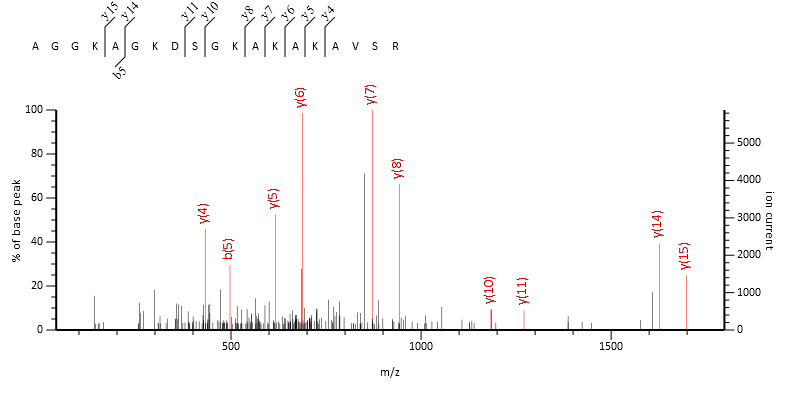 y15 y14 y11 y10 y8 y7 y6 y5 y4
A G G K A G K D S G K A K A K A V S R
b5
100 80 60 40 20 0
% of base peak
y(4) b(5) y(5) y(6) y(7) y(8) y(10) y(11) y(14) y(15)
5000 4000 3000 2000 1000 0
ion current
500 1000 1500
m/z